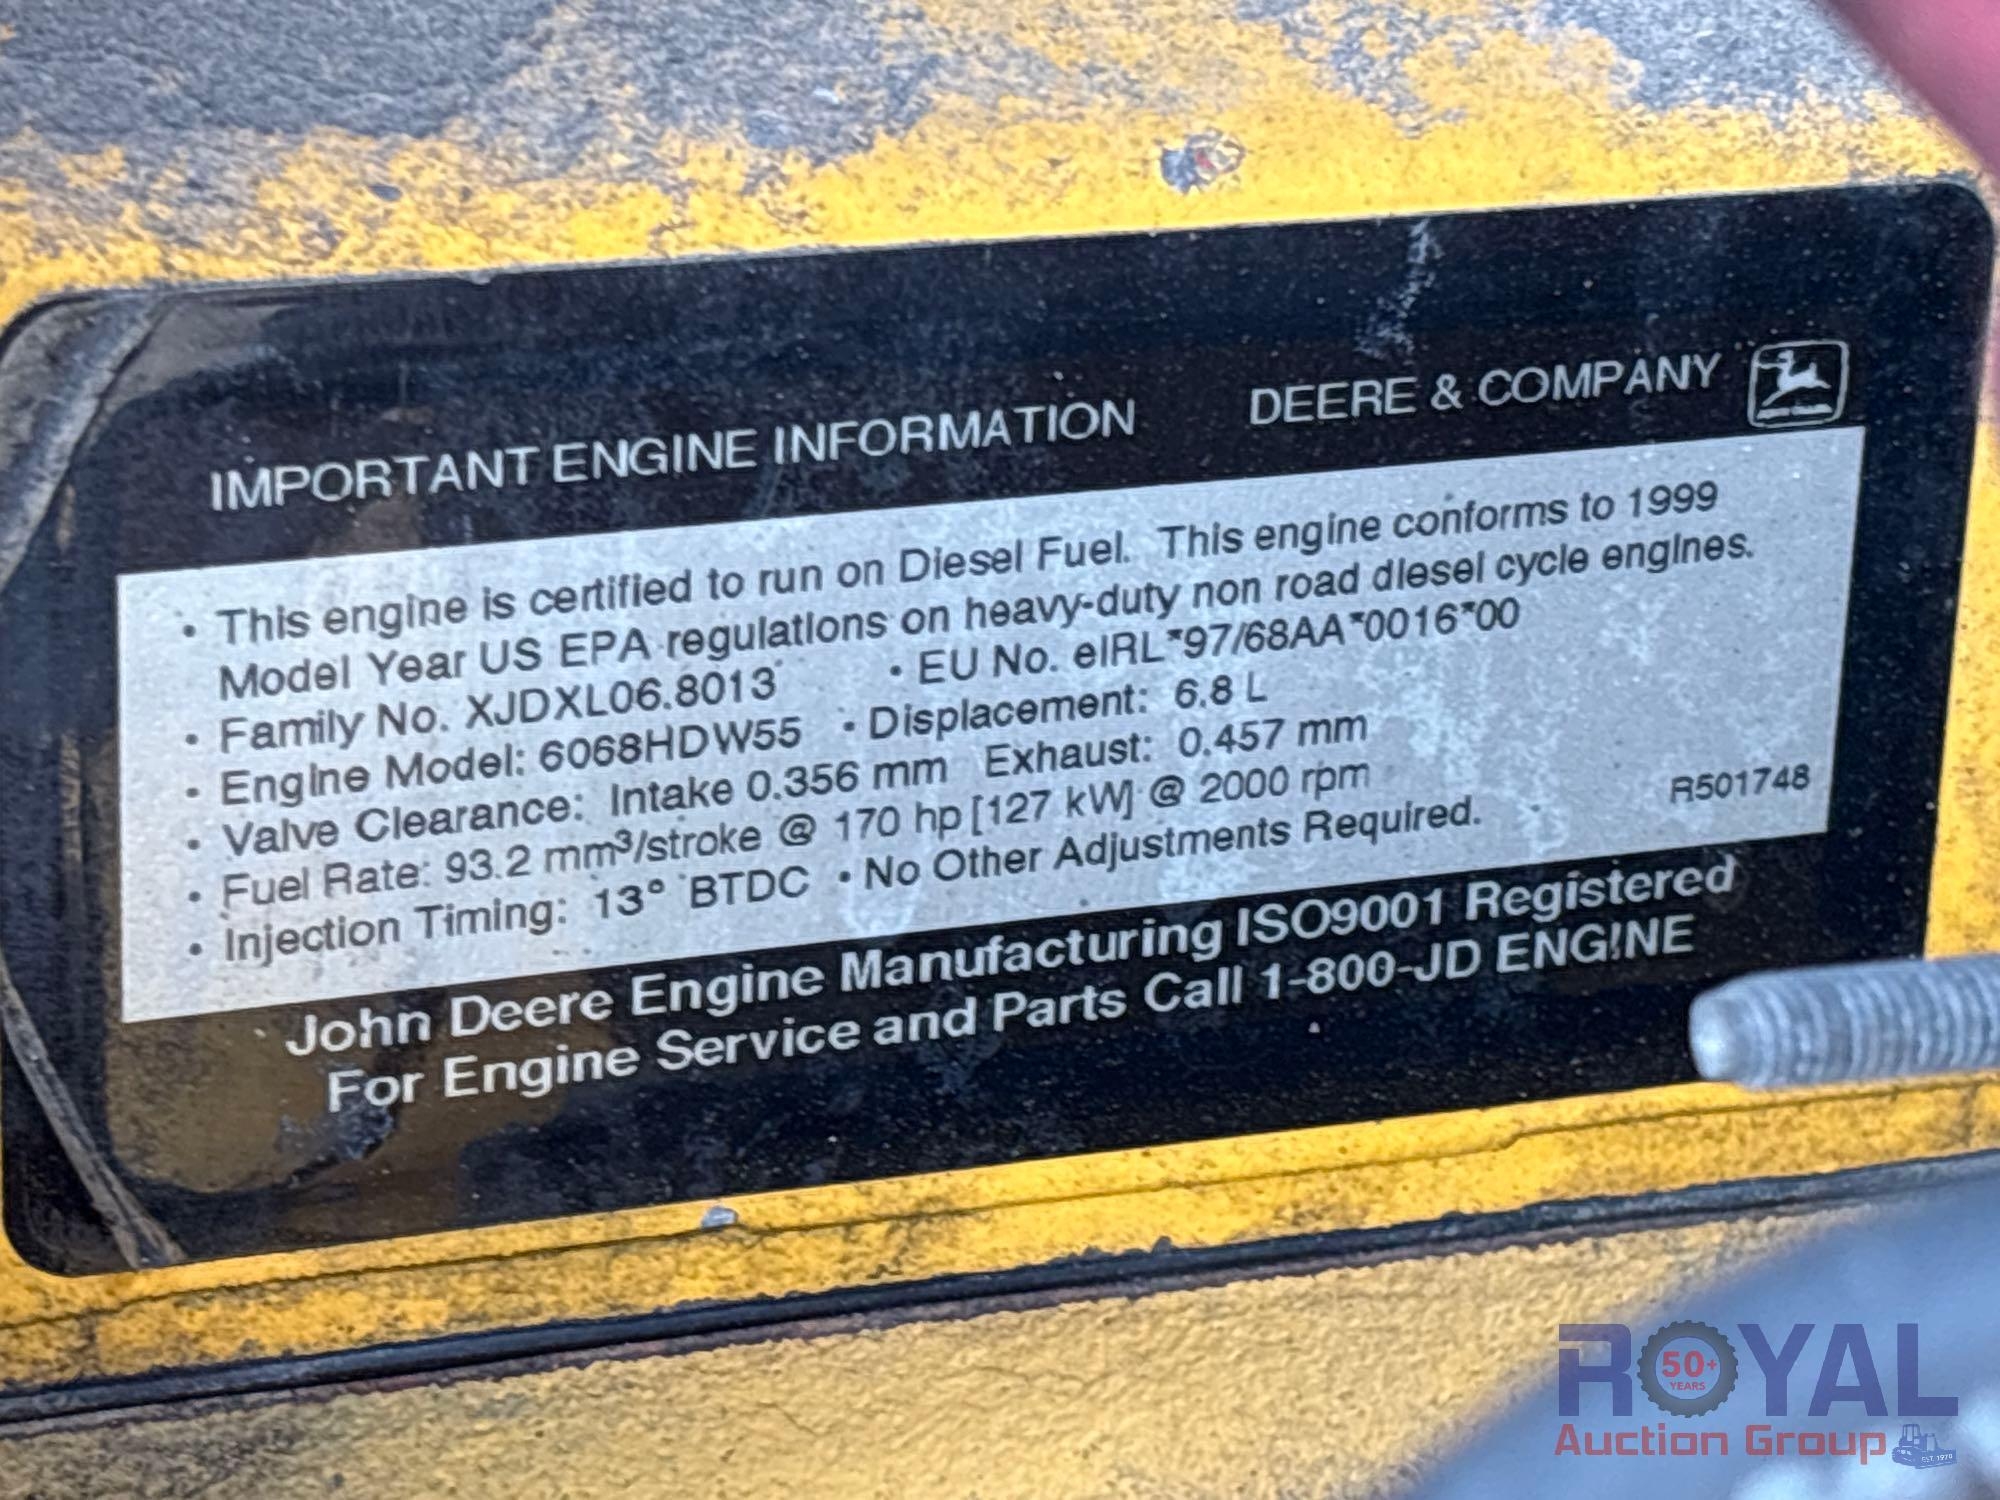 IMPORTANT ENGINE INFORMATION DEERE & COMPANY
• This engine is certified to run on Diesel Fuel. This engine conforms to 1999
Model Year US EPA regulations on heavy-duty non road diesel cycle engines.
• Family No. XJDXL06.8013 • EU No. eIRL*97/68AA*0016*00
• Engine Model: 6068HDW55 • Displacement: 6.8 L
• Valve Clearance: Intake 0.356 mm Exhaust: 0.457 mm
• Fuel Rate: 93.2 mm³/stroke @ 170 hp [127 kW] @ 2000 rpm
• Injection Timing: 13° BTDC • No Other Adjustments Required.
R501748
John Deere Engine Manufacturing ISO9001 Registered
For Engine Service and Parts Call 1-800-JD ENGINE
ROYAL
50+
YEARS
Auction Group
EST. 1970